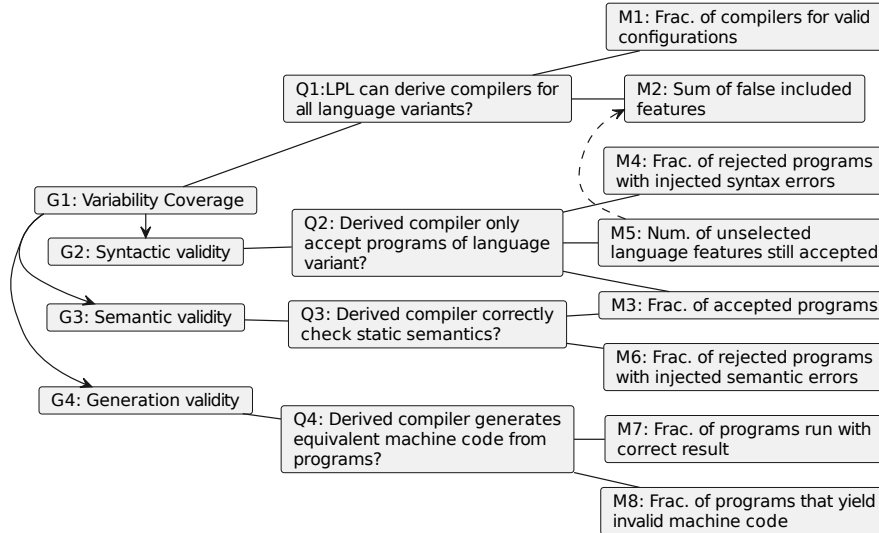 M1: Frac. of compilers for valid
configurations
Q1:LPL can derive compilers for
all language variants?
M2: Sum of false included
features
M4: Frac. of rejected programs
with injected syntax errors
G1: Variability Coverage
Q2: Derived compiler only
accept programs of language
variant?
G2: Syntactic validity
M5: Num. of unselected
language features still accepted
M3: Frac. of accepted programs
G3: Semantic validity
Q3: Derived compiler correctly
check static semantics?
M6: Frac. of rejected programs
with injected semantic errors
G4: Generation validity
Q4: Derived compiler generates
equivalent machine code from
programs?
M7: Frac. of programs run with
correct result
M8: Frac. of programs that yield
invalid machine code